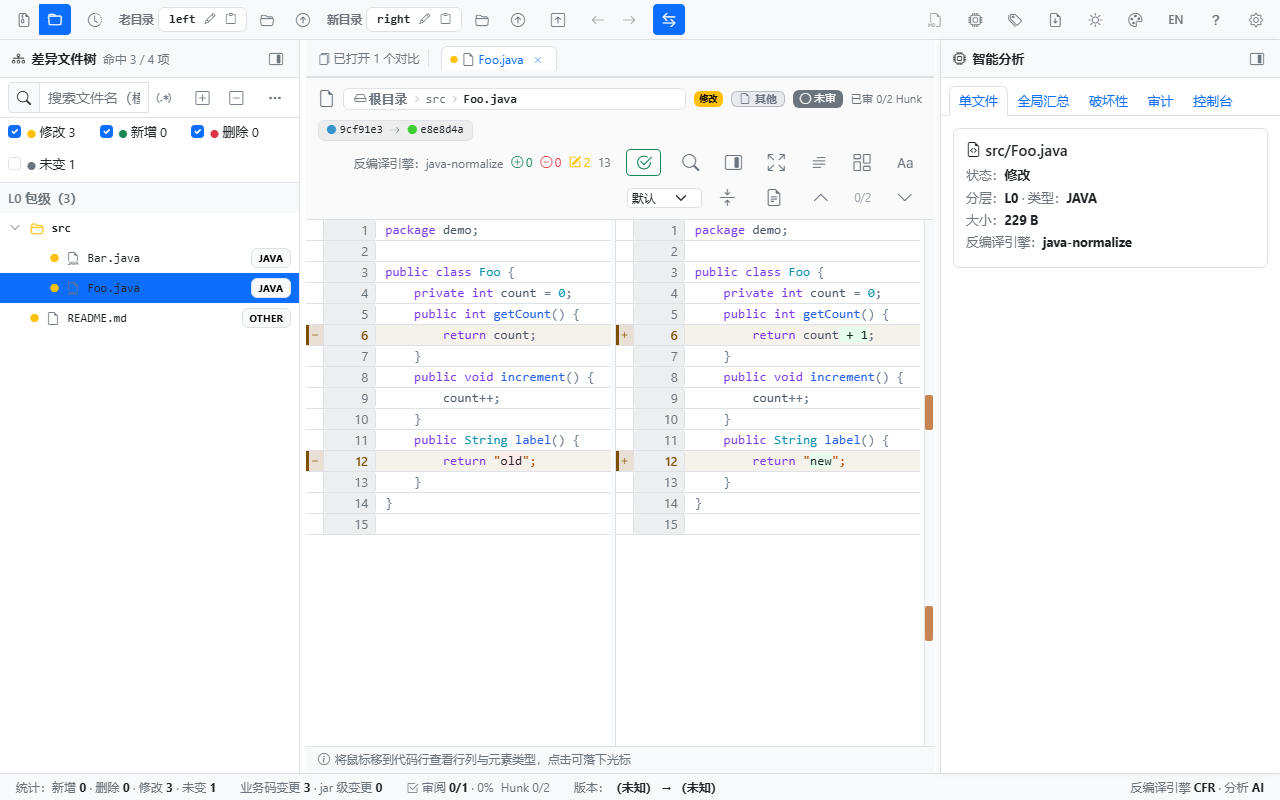 老目录 left 新目录 right EN ?
差异文件树 命中 3 / 4 项
搜索文件名 (.*)
修改 3 新增 0 删除 0
未变 1
L0 包级 (3)
src
Bar.java JAVA
Foo.java JAVA
README.md OTHER
已打开 1 个对比 Foo.java ×
根目录 › src › Foo.java 修改 其他 未审 已审 0/2 Hunk
9cf91e3 → e8e8d4a
反编译引擎: java-normalize 0 0 2 13 Aa
默认 0/2
1 package demo;
2
3 public class Foo {
4 private int count = 0;
5 public int getCount() {
− 6 return count;
7 }
8 public void increment() {
9 count++;
10 }
11 public String label() {
− 12 return "old";
13 }
14 }
15
1 package demo;
2
3 public class Foo {
4 private int count = 0;
5 public int getCount() {
+ 6 return count + 1;
7 }
8 public void increment() {
9 count++;
10 }
11 public String label() {
+ 12 return "new";
13 }
14 }
15
将鼠标移到代码行查看行列与元素类型，点击可落下光标
智能分析
单文件 全局汇总 破坏性 审计 控制台
src/Foo.java
状态: 修改
分层: L0 · 类型: JAVA
大小: 229 B
反编译引擎: java-normalize
统计: 新增 0 · 删除 0 · 修改 3 · 未变 1 业务码变更 3 · jar 级变更 0 审阅 0/1 · 0% Hunk 0/2 版本: (未知) → (未知) 反编译引擎 CFR · 分析 AI